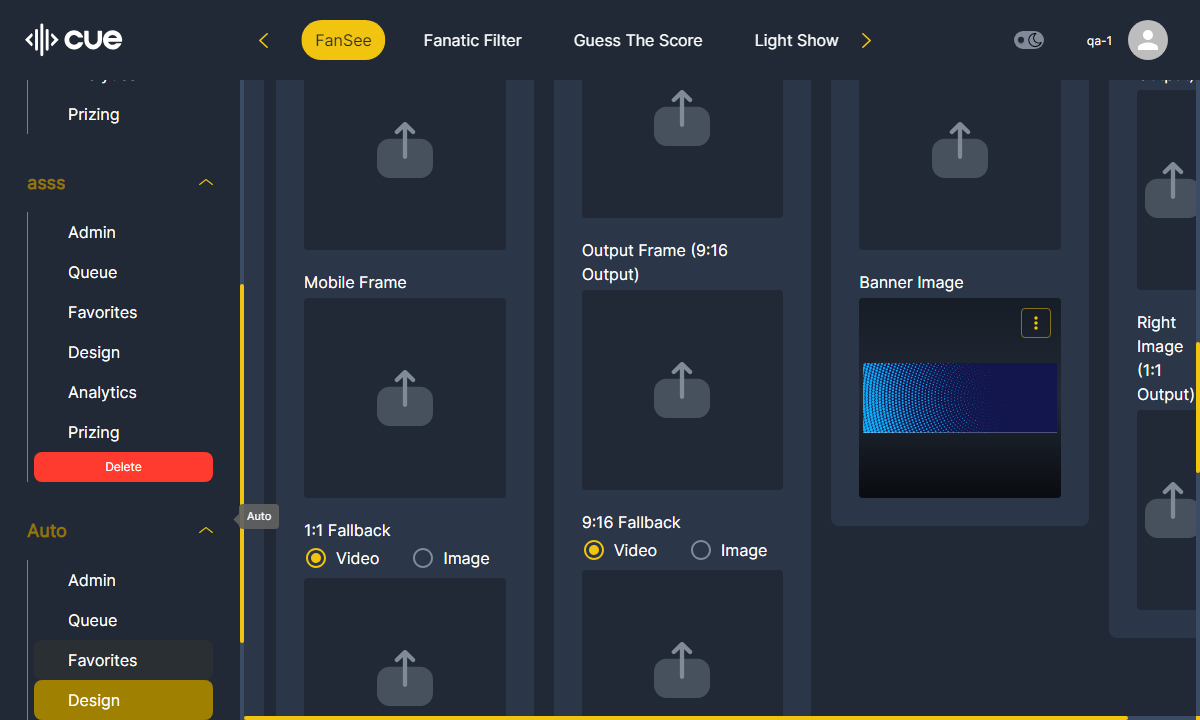 cue
FanSee
Fanatic Filter
Guess The Score
Light Show
qa-1
Prizing
asss
Admin
Queue
Favorites
Design
Analytics
Prizing
Delete
Auto
Admin
Queue
Favorites
Design
Auto
Mobile Frame
1:1 Fallback
Video
Image
Output Frame (9:16
Output)
9:16 Fallback
Video
Image
Banner Image
Right
Image
(1:1
Output)